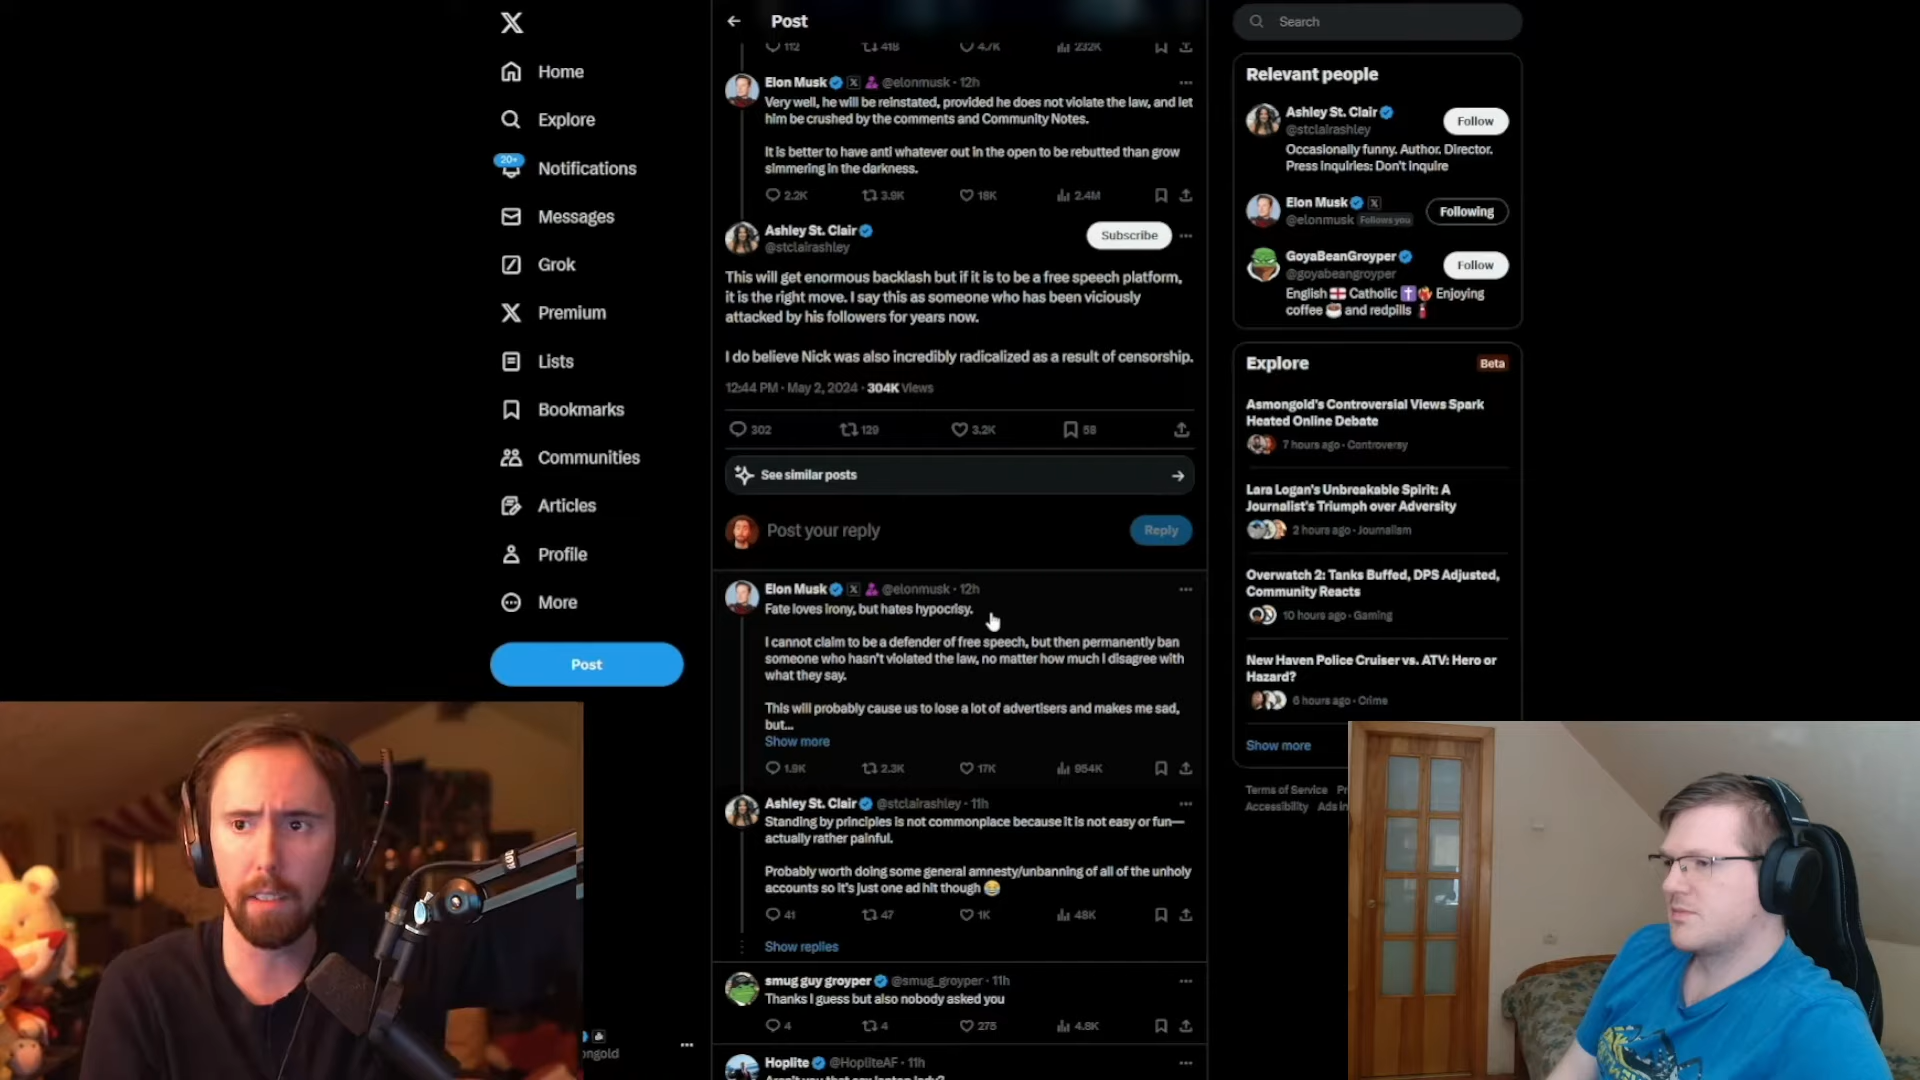 Home
Explore
20+
Notifications
Messages
Grok
Premium
Lists
Bookmarks
Communities
Articles
Profile
More
Post
ongold
Post
112 418 4.7K 232K
Elon Musk @elonmusk · 12h
Very well, he will be reinstated, provided he does not violate the law, and let
him be crushed by the comments and Community Notes.
It is better to have anti whatever out in the open to be rebutted than grow
simmering in the darkness.
2.2K 3.9K 18K 2.4M
Ashley St. Clair
@stclairashley
Subscribe
This will get enormous backlash but if it is to be a free speech platform,
it is the right move. I say this as someone who has been viciously
attacked by his followers for years now.
I do believe Nick was also incredibly radicalized as a result of censorship.
12:44 PM · May 2, 2024 · 304K Views
302 129 3.2K 58
See similar posts
Post your reply
Reply
Elon Musk @elonmusk · 12h
Fate loves irony, but hates hypocrisy.
I cannot claim to be a defender of free speech, but then permanently ban
someone who hasn't violated the law, no matter how much I disagree with
what they say.
This will probably cause us to lose a lot of advertisers and makes me sad,
but...
Show more
1.9K 2.3K 17K 954K
Ashley St. Clair @stclairashley · 11h
Standing by principles is not commonplace because it is not easy or fun—
actually rather painful.
Probably worth doing some general amnesty/unbanning of all of the unholy
accounts so it's just one ad hit though 😂
41 47 1K 48K
Show replies
smug guy groyper @smug_groyper · 11h
Thanks I guess but also nobody asked you
4 4 275 4.8K
Hoplite @HopliteAF · 11h
Search
Relevant people
Ashley St. Clair
@stclairashley
Follow
Occasionally funny. Author. Director.
Press Inquiries: Don't Inquire
Elon Musk
@elonmusk Follows you
Following
GoyaBeanGroyper
@goyabeangroyper
Follow
English 🏴󠁧󠁢󠁥󠁮󠁧󠁿 Catholic ✝️❤️‍🔥 Enjoying
coffee ☕ and redpills 💊
Explore
Beta
Asmongold's Controversial Views Spark
Heated Online Debate
7 hours ago · Controversy
Lara Logan's Unbreakable Spirit: A
Journalist's Triumph over Adversity
2 hours ago · Journalism
Overwatch 2: Tanks Buffed, DPS Adjusted,
Community Reacts
10 hours ago · Gaming
New Haven Police Cruiser vs. ATV: Hero or
Hazard?
6 hours ago · Crime
Show more
Terms of Service Pr
Accessibility Ads in